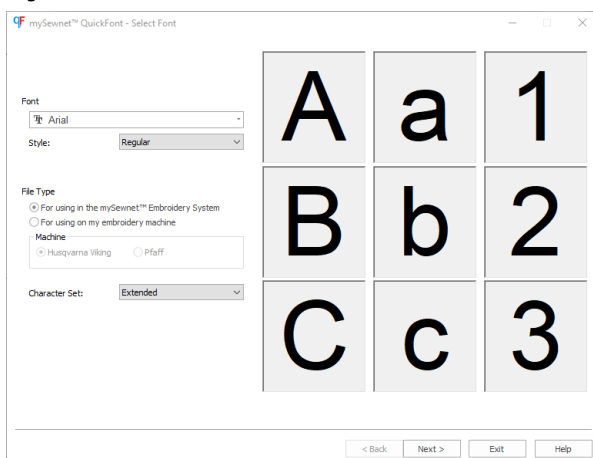 mySewnet™ QuickFont - Select Font
Font
Arial
Style: Regular
File Type
For using in the mySewnet™ Embroidery System
For using on my embroidery machine
Machine
Husqvarna Viking Pfaff
Character Set: Extended
A a 1
B b 2
C c 3
< Back Next > Exit Help